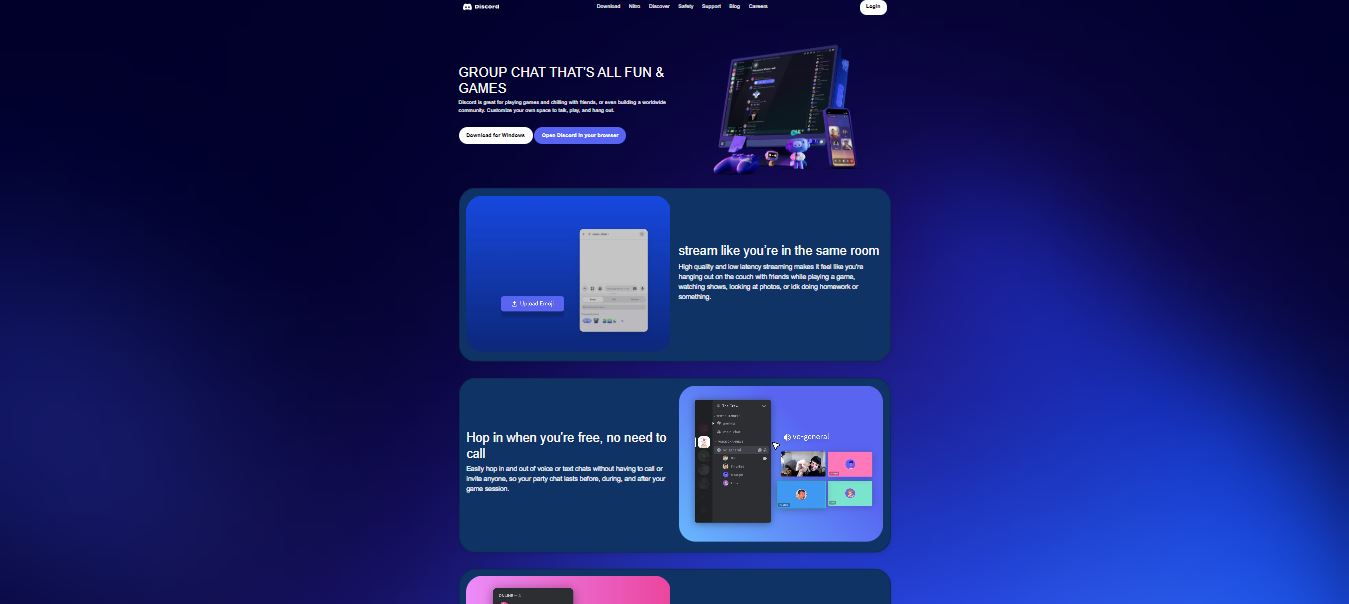 Discord
Download Nitro Discover Safety Support Blog Careers
Login
GROUP CHAT THAT'S ALL FUN &
GAMES
Discord is great for playing games and chilling with friends, or even building a worldwide
community. Customize your own space to talk, play, and hang out.
Download for Windows
Open Discord in your browser
Upload Emoji
stream like you're in the same room
High quality and low latency streaming makes it feel like you're
hanging out on the couch with friends while playing a game,
watching shows, looking at photos, or idk doing homework or
something.
Hop in when you're free, no need to
call
Easily hop in and out of voice or text chats without having to call or
invite anyone, so your party chat lasts before, during, and after your
game session.
vc-general